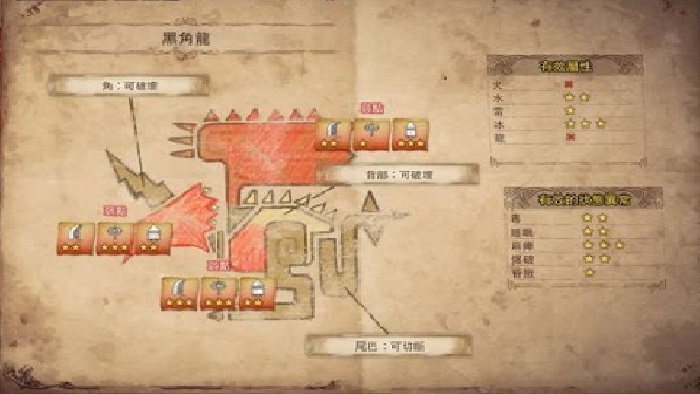 黑角龍
角：可破壞
弱點
背部：可破壞
弱點
弱點
尾巴：可切斷
有效屬性
火
水
雷
冰
龍
有效的狀態異常
毒
睡眠
麻痺
爆破
昏厥